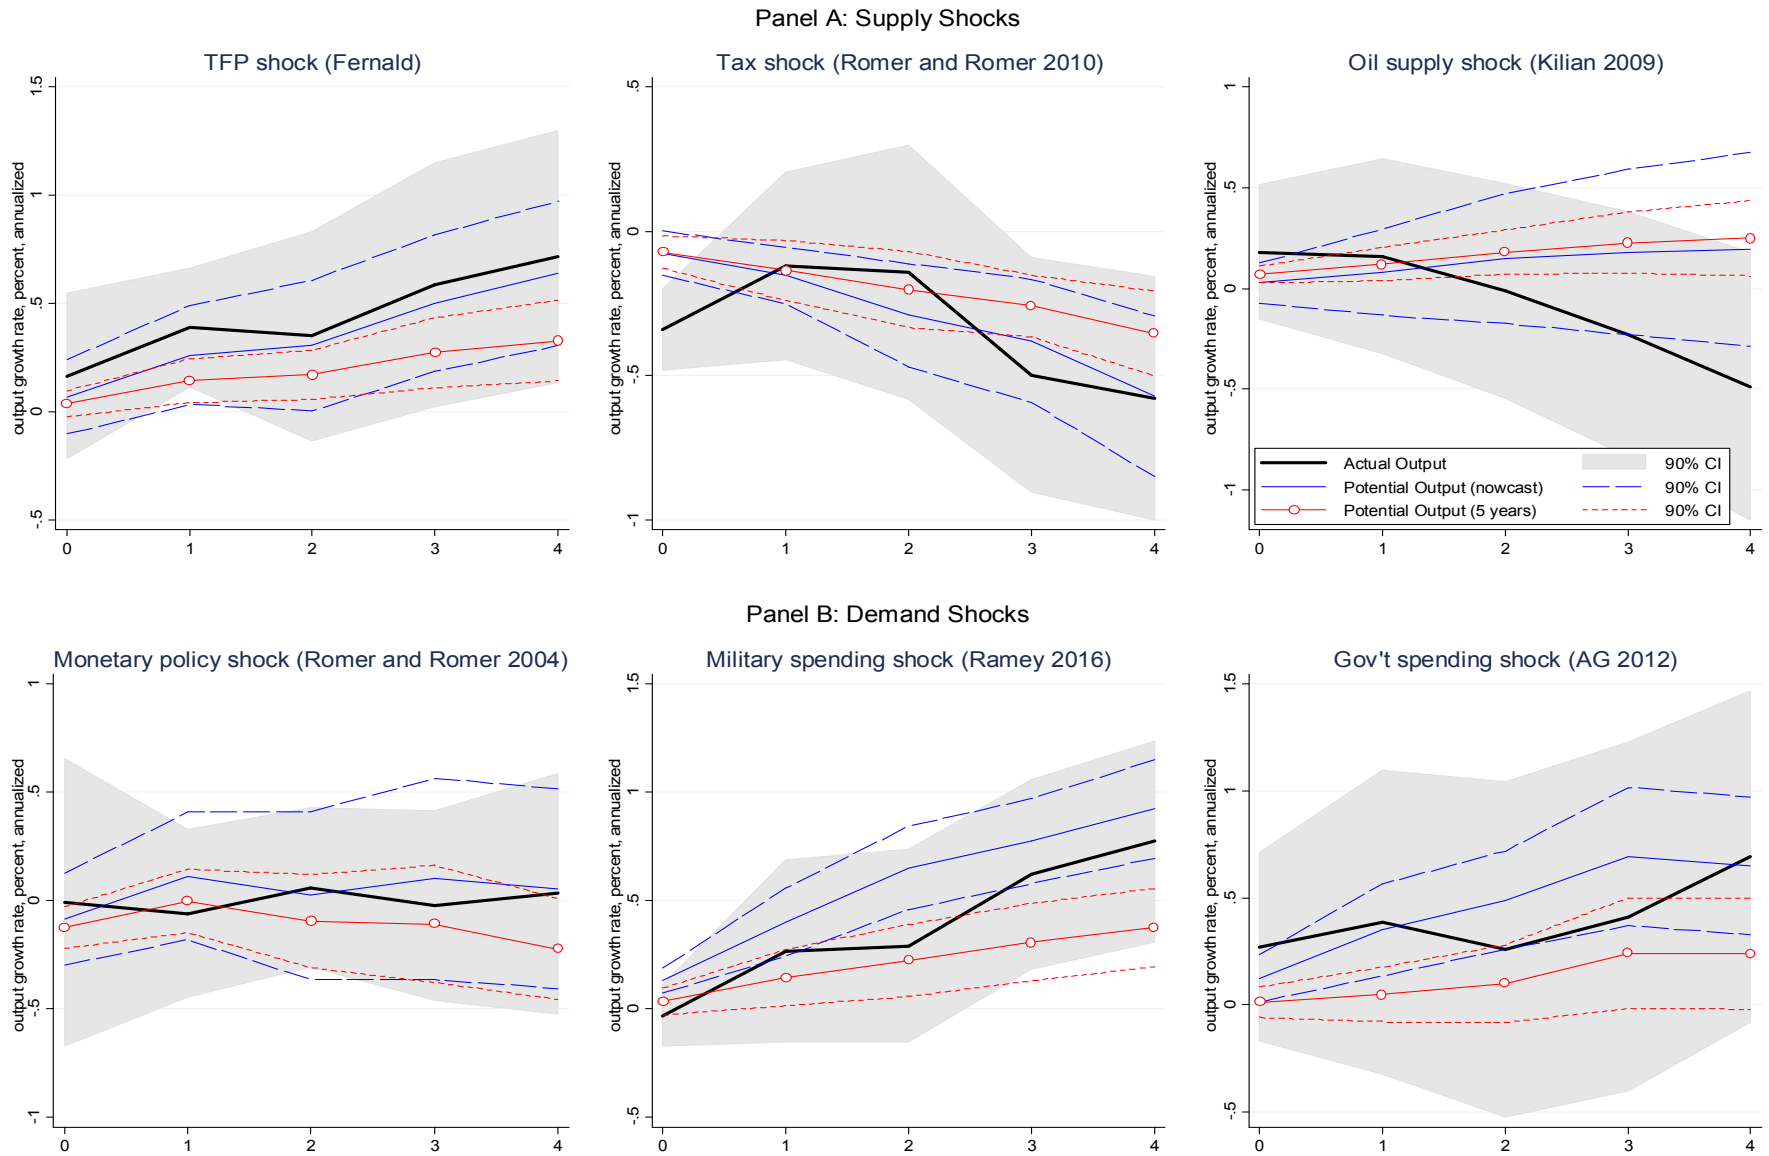 Panel A: Supply Shocks
TFP shock (Fernald)
output growth rate, percent, annualized
1.5
1
.5
0
-.5
0 1 2 3 4
Tax shock (Romer and Romer 2010)
output growth rate, percent, annualized
.5
0
-.5
-1
0 1 2 3 4
Oil supply shock (Kilian 2009)
output growth rate, percent, annualized
1
.5
0
-.5
-1
Actual Output 90% CI
Potential Output (nowcast) 90% CI
Potential Output (5 years) 90% CI
0 1 2 3 4
Panel B: Demand Shocks
Monetary policy shock (Romer and Romer 2004)
output growth rate, percent, annualized
1
.5
0
-.5
-1
0 1 2 3 4
Military spending shock (Ramey 2016)
output growth rate, percent, annualized
1.5
1
.5
0
-.5
0 1 2 3 4
Gov't spending shock (AG 2012)
output growth rate, percent, annualized
1.5
1
.5
0
-.5
0 1 2 3 4